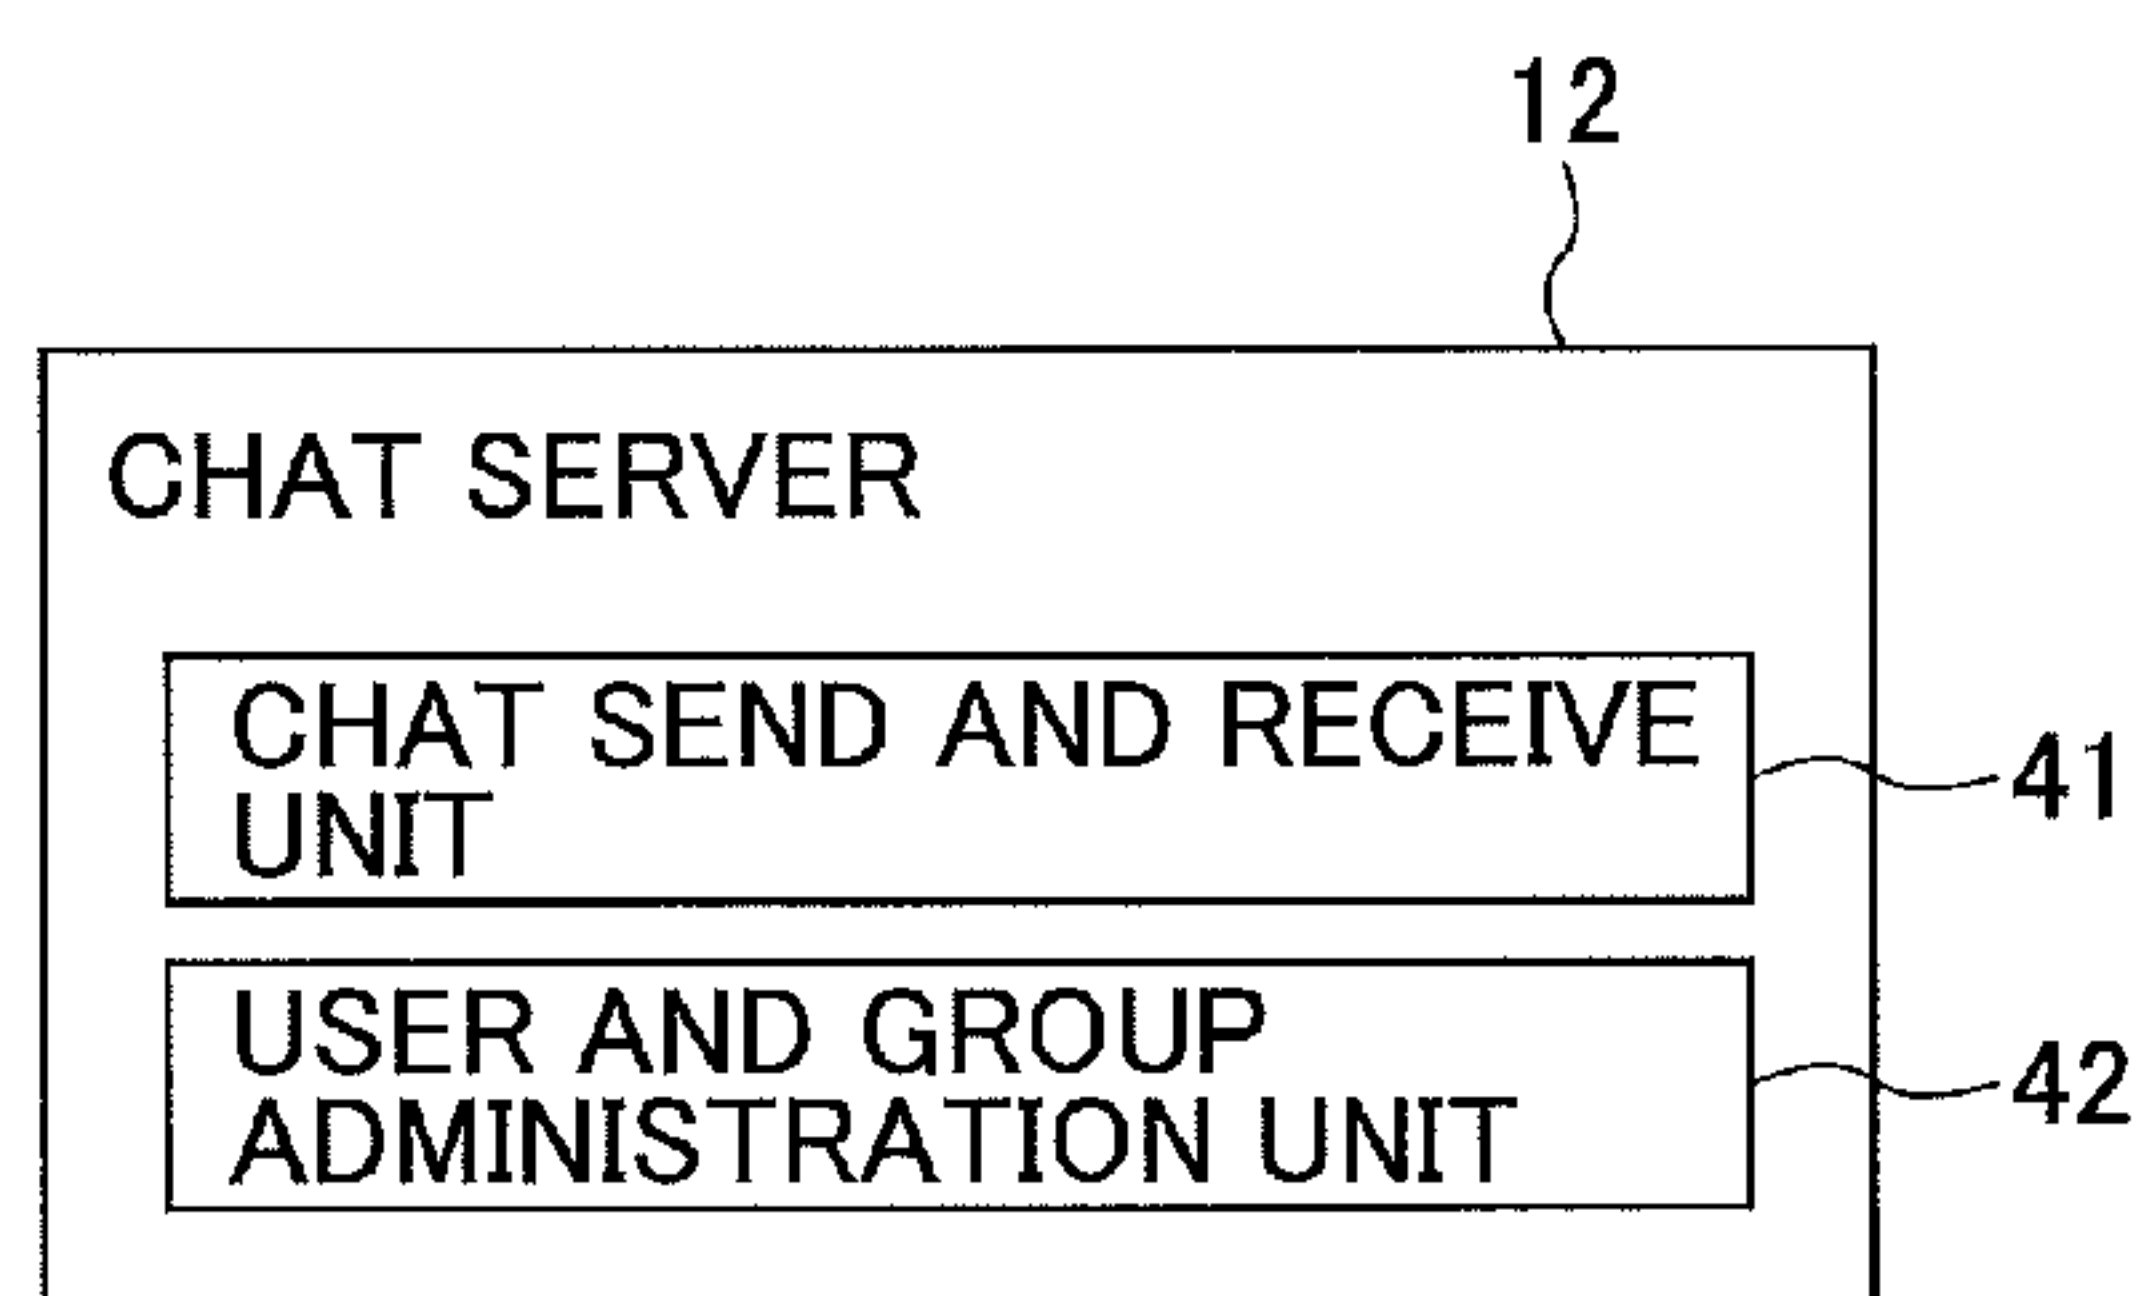 12
CHAT SERVER
CHAT SEND AND RECEIVE
UNIT
41
USER AND GROUP
ADMINISTRATION UNIT
42